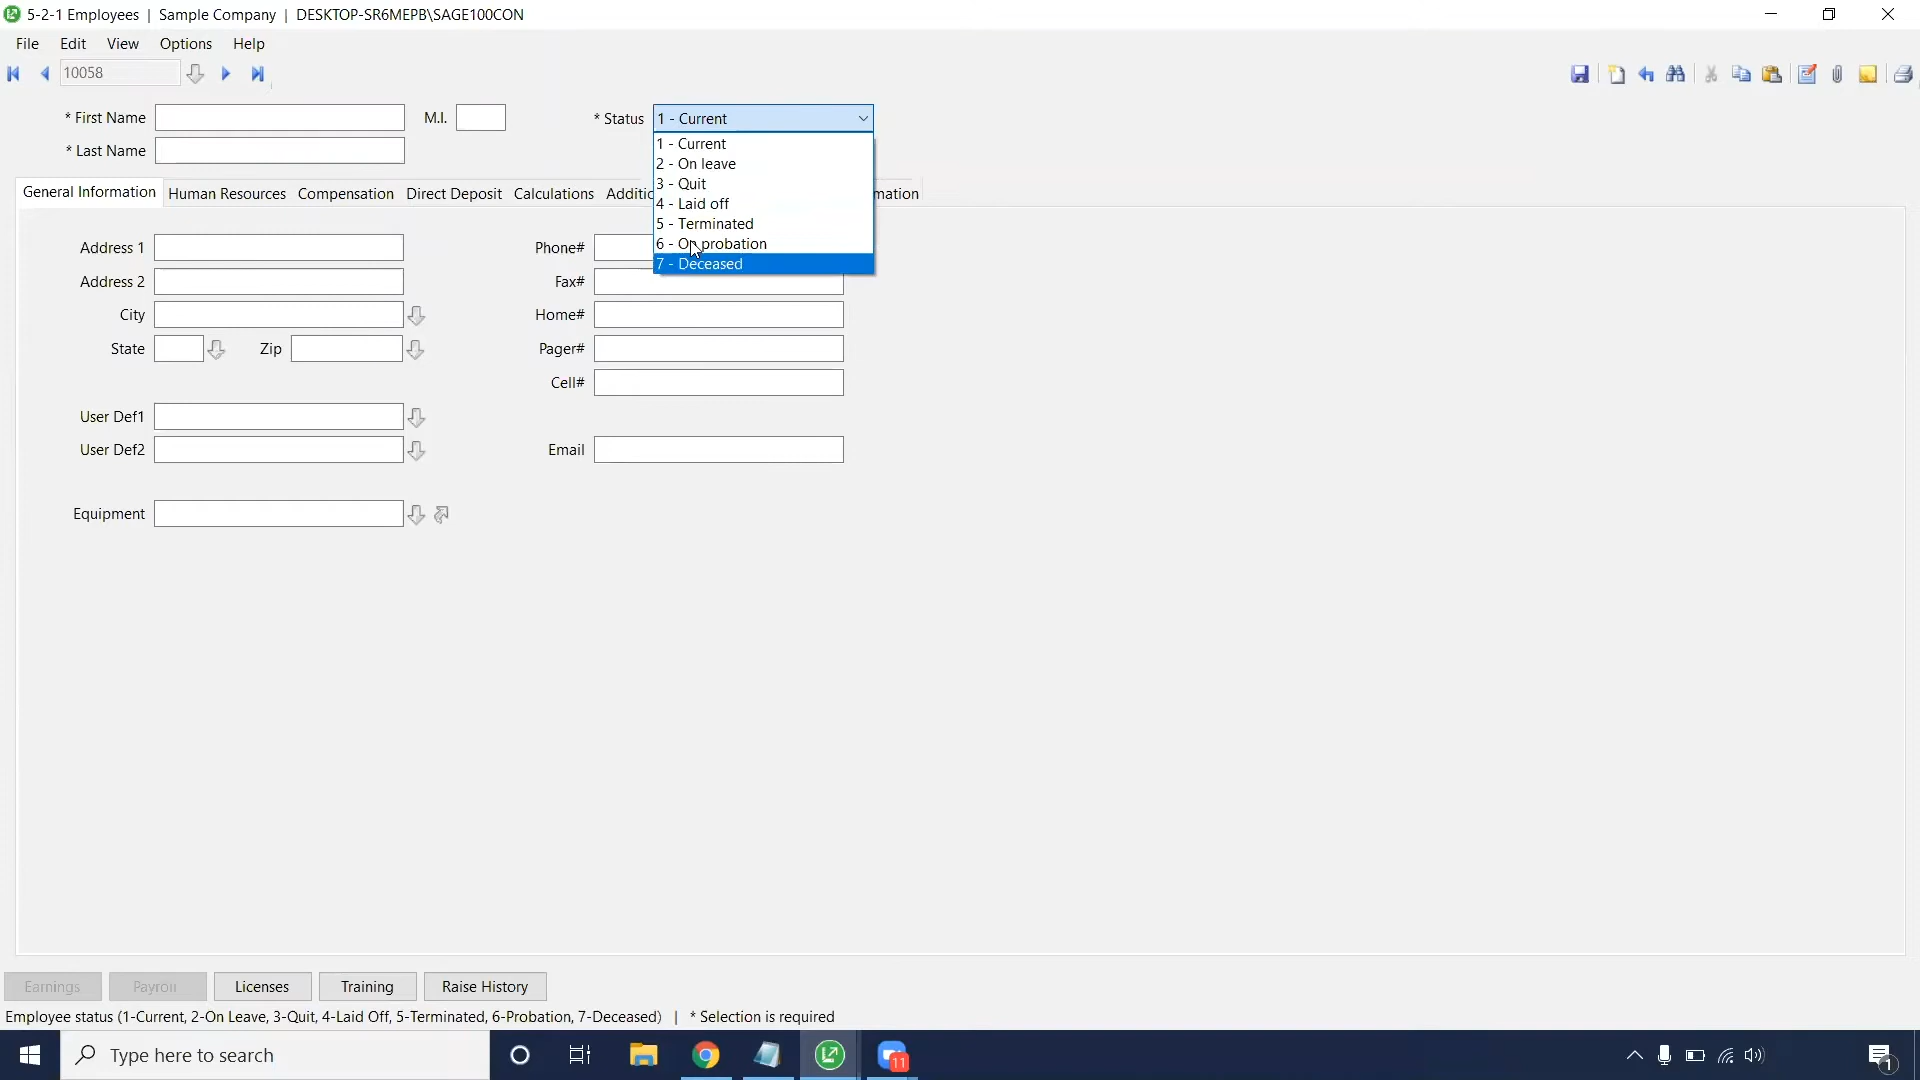 5-2-1 Employees | Sample Company | DESKTOP-SR6MEPB\SAGE100CON
File Edit View Options Help
10058
* First Name M.I. * Status 1 - Current
* Last Name
1 - Current
2 - On leave
3 - Quit
4 - Laid off
5 - Terminated
6 - On probation
7 - Deceased
General Information Human Resources Compensation Direct Deposit Calculations
Address 1 Phone#
Address 2 Fax#
City Home#
State Zip Pager#
Cell#
User Def1
User Def2 Email
Equipment
Earnings Payroll Licenses Training Raise History
Employee status (1-Current, 2-On Leave, 3-Quit, 4-Laid Off, 5-Terminated, 6-Probation, 7-Deceased) | * Selection is required
Type here to search 11 1